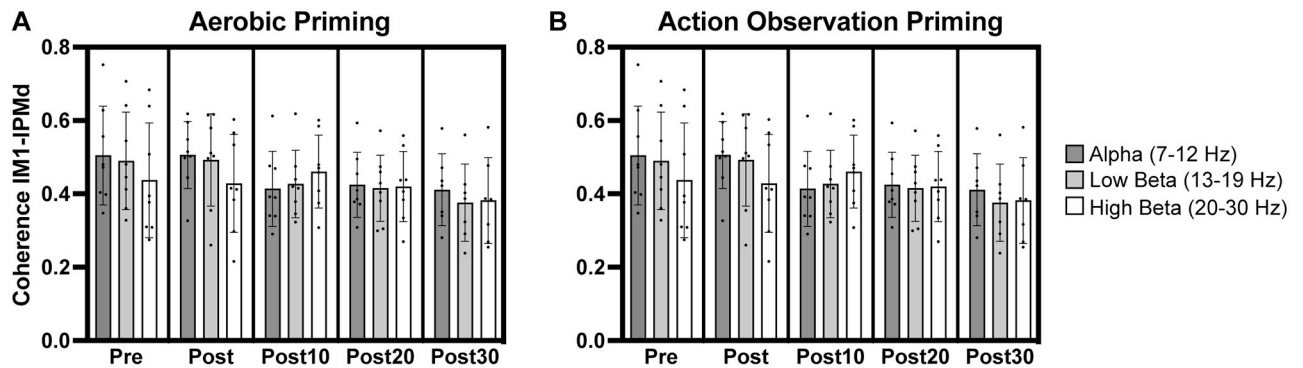 A Aerobic Priming
0.8
0.6
0.4
0.2
0.0
Coherence IM1-IPMd
Pre Post Post10 Post20 Post30
B Action Observation Priming
0.8
0.6
0.4
0.2
0.0
Pre Post Post10 Post20 Post30
Alpha (7-12 Hz)
Low Beta (13-19 Hz)
High Beta (20-30 Hz)